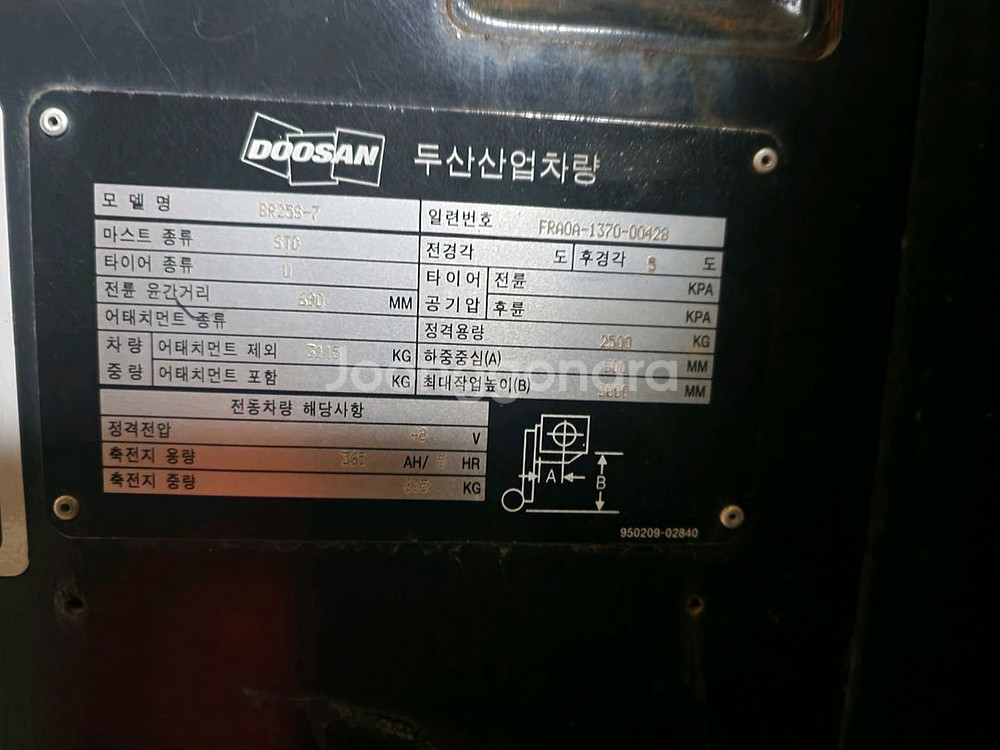 DOOSAN 두산산업차량
모델명 BR25S-7 일련번호 FRA0A-1370-00428
마스트 종류 STD 전경각 도 후경각 5 도
타이어 종류 타이어 공기압 전륜 KPA
전륜 윤간거리 MM 후륜 KPA
어태치먼트 종류 정격용량 2500 KG
차량 중량 어태치먼트 제외 KG 하중중심(A) 500 MM
어태치먼트 포함 KG 최대작업높이(B) MM
Joonggonara
전동차량 해당사항
정격전압 V
축전지 용량 AH/ HR
축전지 중량 KG
A B
950209-02840